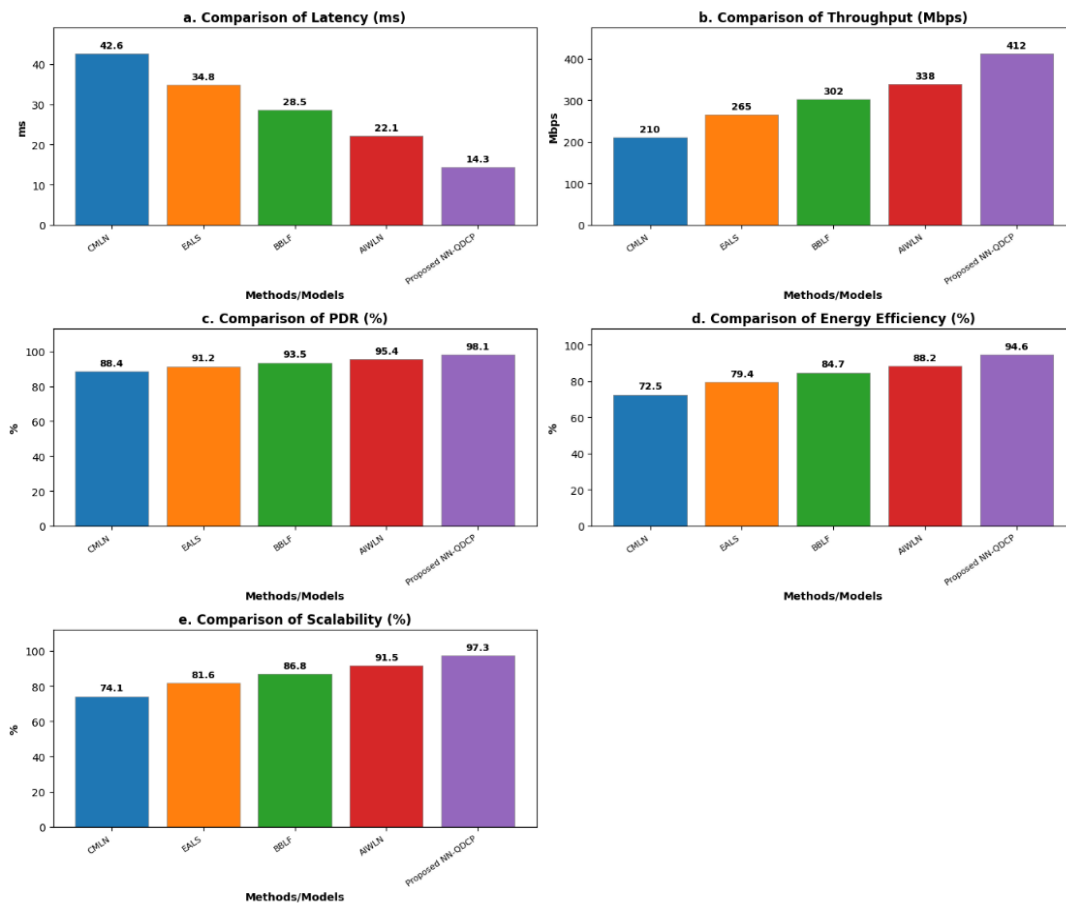 a. Comparison of Latency (ms)
42.6
34.8
28.5
22.1
14.3
40
30
20
10
0
ms
CMLN
EALS
BBLF
AIWLN
Proposed NN-QDCP
Methods/Models
b. Comparison of Throughput (Mbps)
210
265
302
338
412
400
300
200
100
0
Mbps
CMLN
EALS
BBLF
AIWLN
Proposed NN-QDCP
Methods/Models
c. Comparison of PDR (%)
88.4
91.2
93.5
95.4
98.1
100
80
60
40
20
0
%
CMLN
EALS
BBLF
AIWLN
Proposed NN-QDCP
Methods/Models
d. Comparison of Energy Efficiency (%)
72.5
79.4
84.7
88.2
94.6
100
80
60
40
20
0
%
CMLN
EALS
BBLF
AIWLN
Proposed NN-QDCP
Methods/Models
e. Comparison of Scalability (%)
74.1
81.6
86.8
91.5
97.3
100
80
60
40
20
0
%
CMLN
EALS
BBLF
AIWLN
Proposed NN-QDCP
Methods/Models